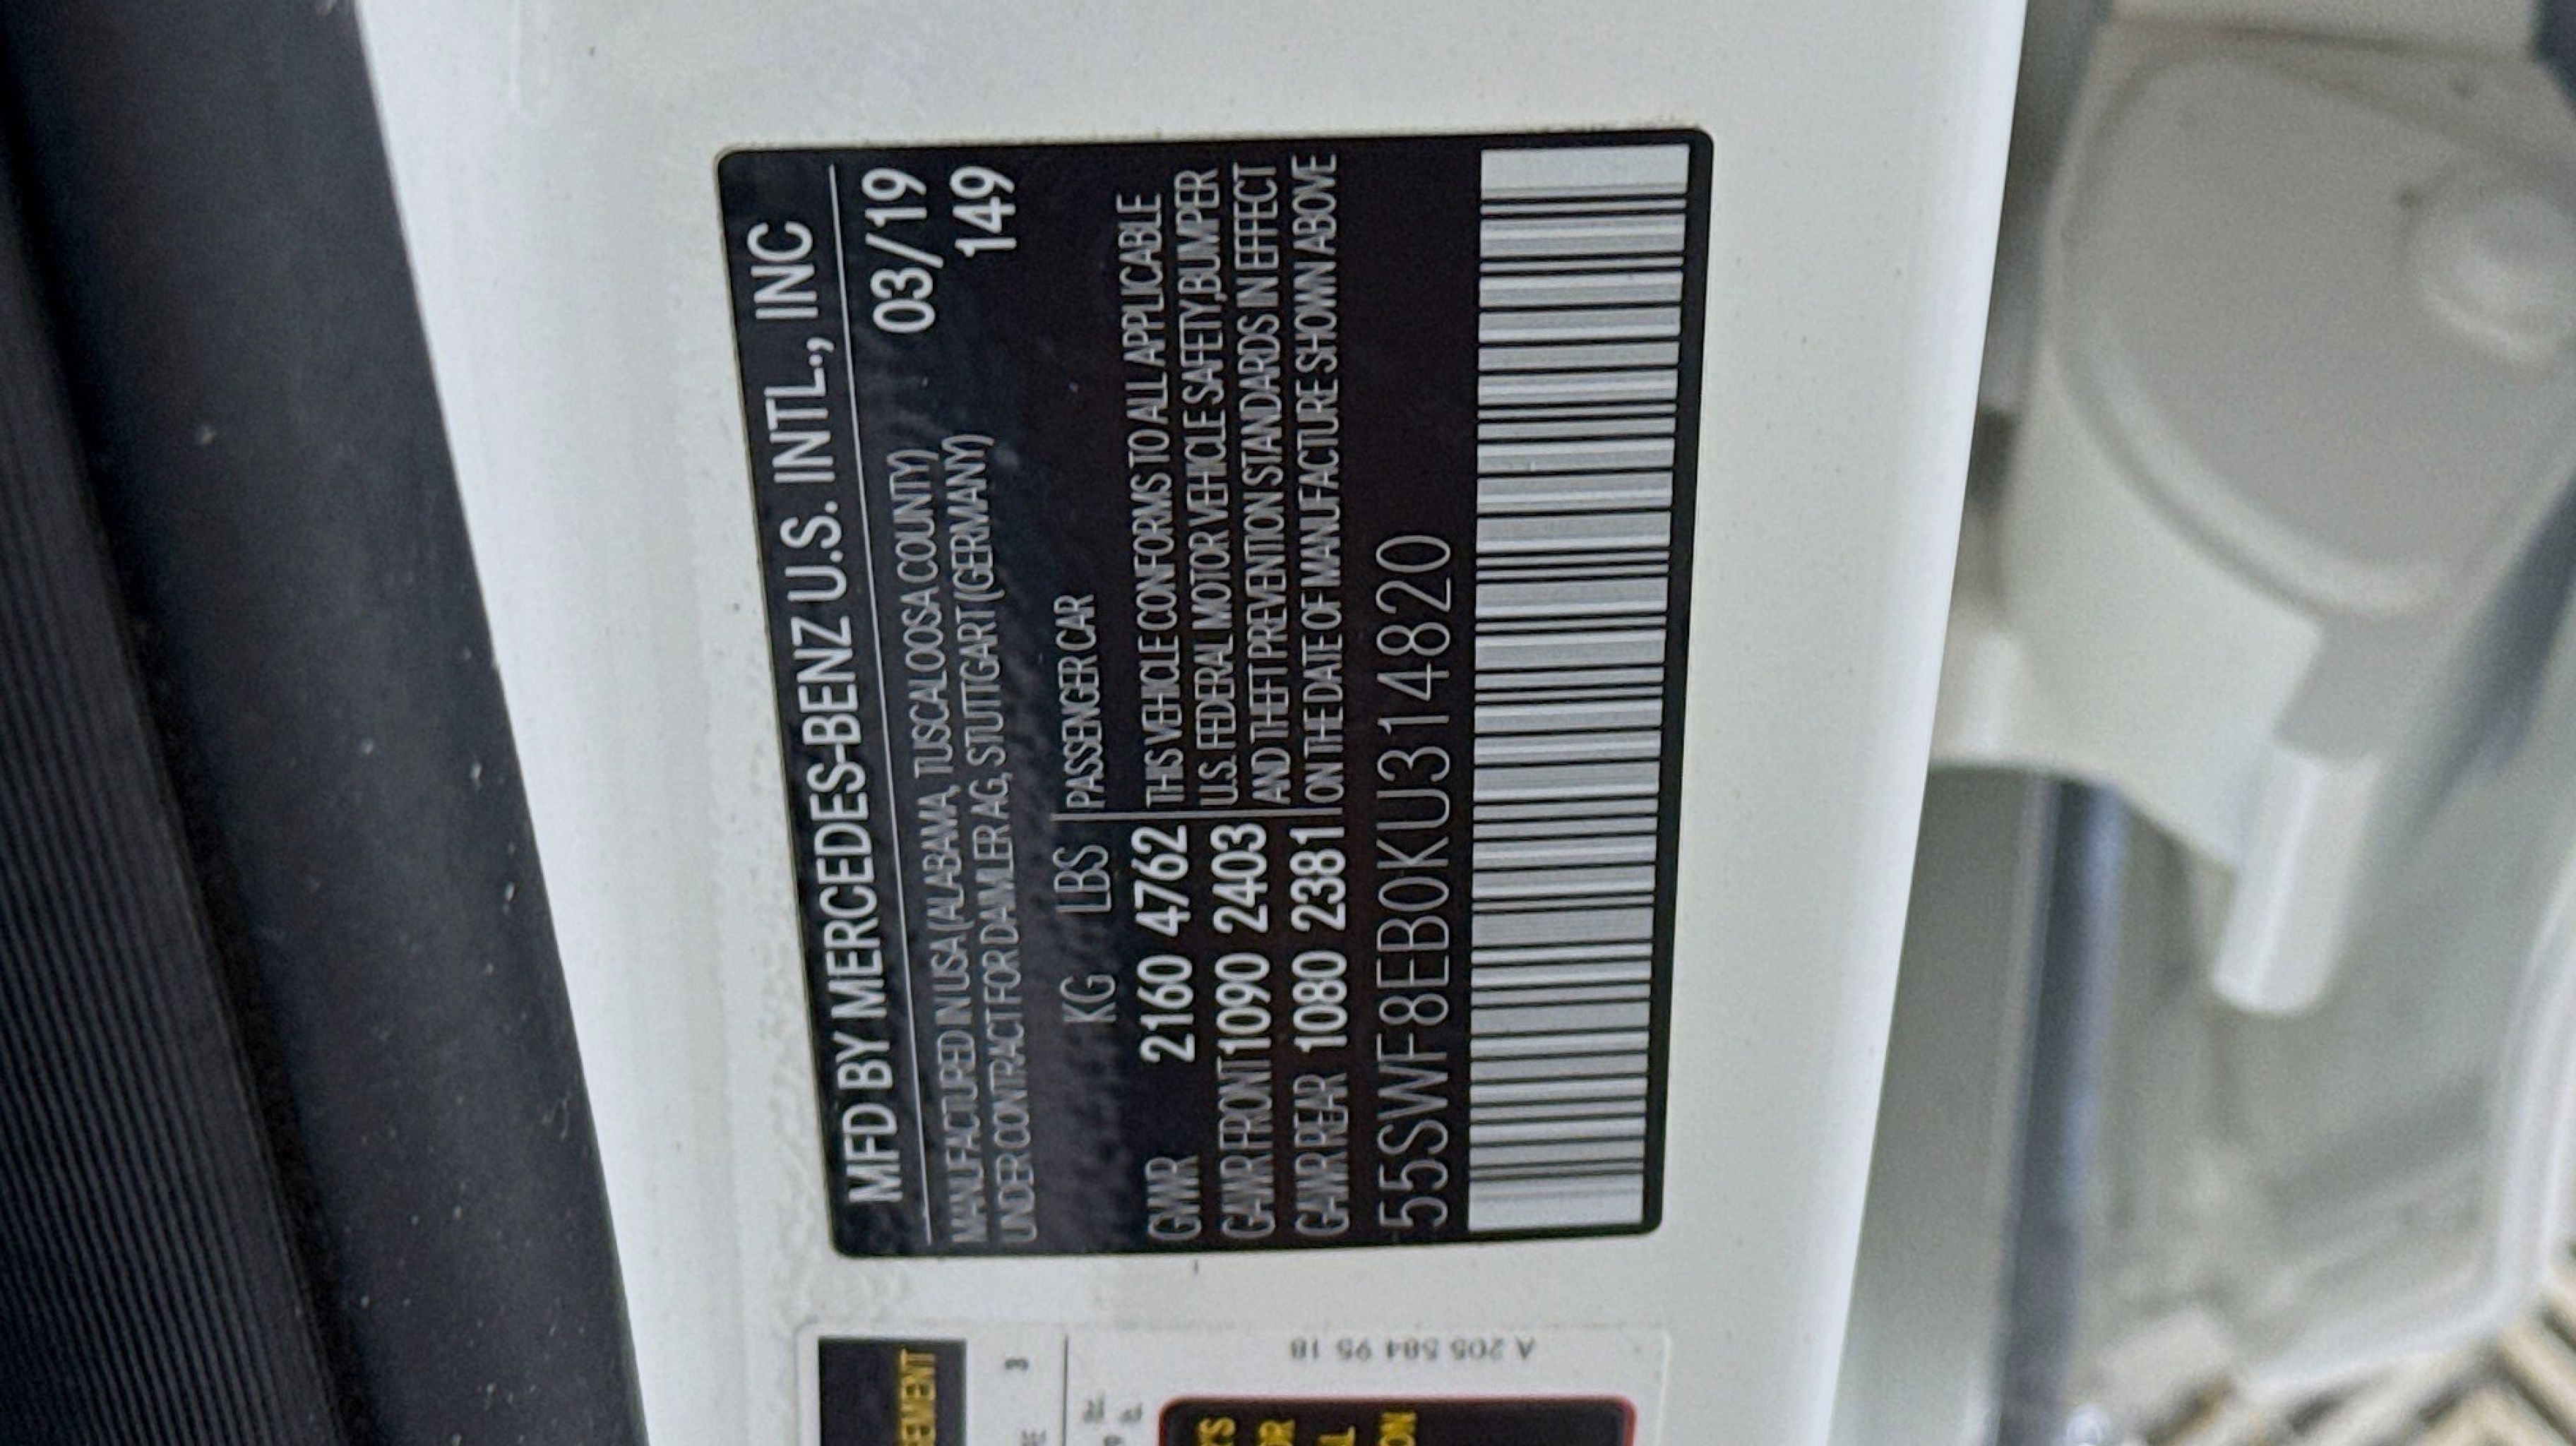 MFD BY MERCEDES-BENZ U.S. INTL., INC
MANUFACTURED IN USA (ALABAMA, TUSCALOOSA COUNTY) 03/19
UNDER CONTRACT FOR DAIMLER AG, STUTTGART (GERMANY) 149
KG LBS PASSENGER CAR
GVWR 2160 4762 THIS VEHICLE CONFORMS TO ALL APPLICABLE
GAWR FRONT 1090 2403 U.S. FEDERAL MOTOR VEHICLE SAFETY,BUMPER
AND THEFT PREVENTION STANDARDS IN EFFECT
GAWR REAR 1080 2381 ON THE DATE OF MANUFACTURE SHOWN ABOVE
55SWF8EB0KU314820
A 205 584 95 18